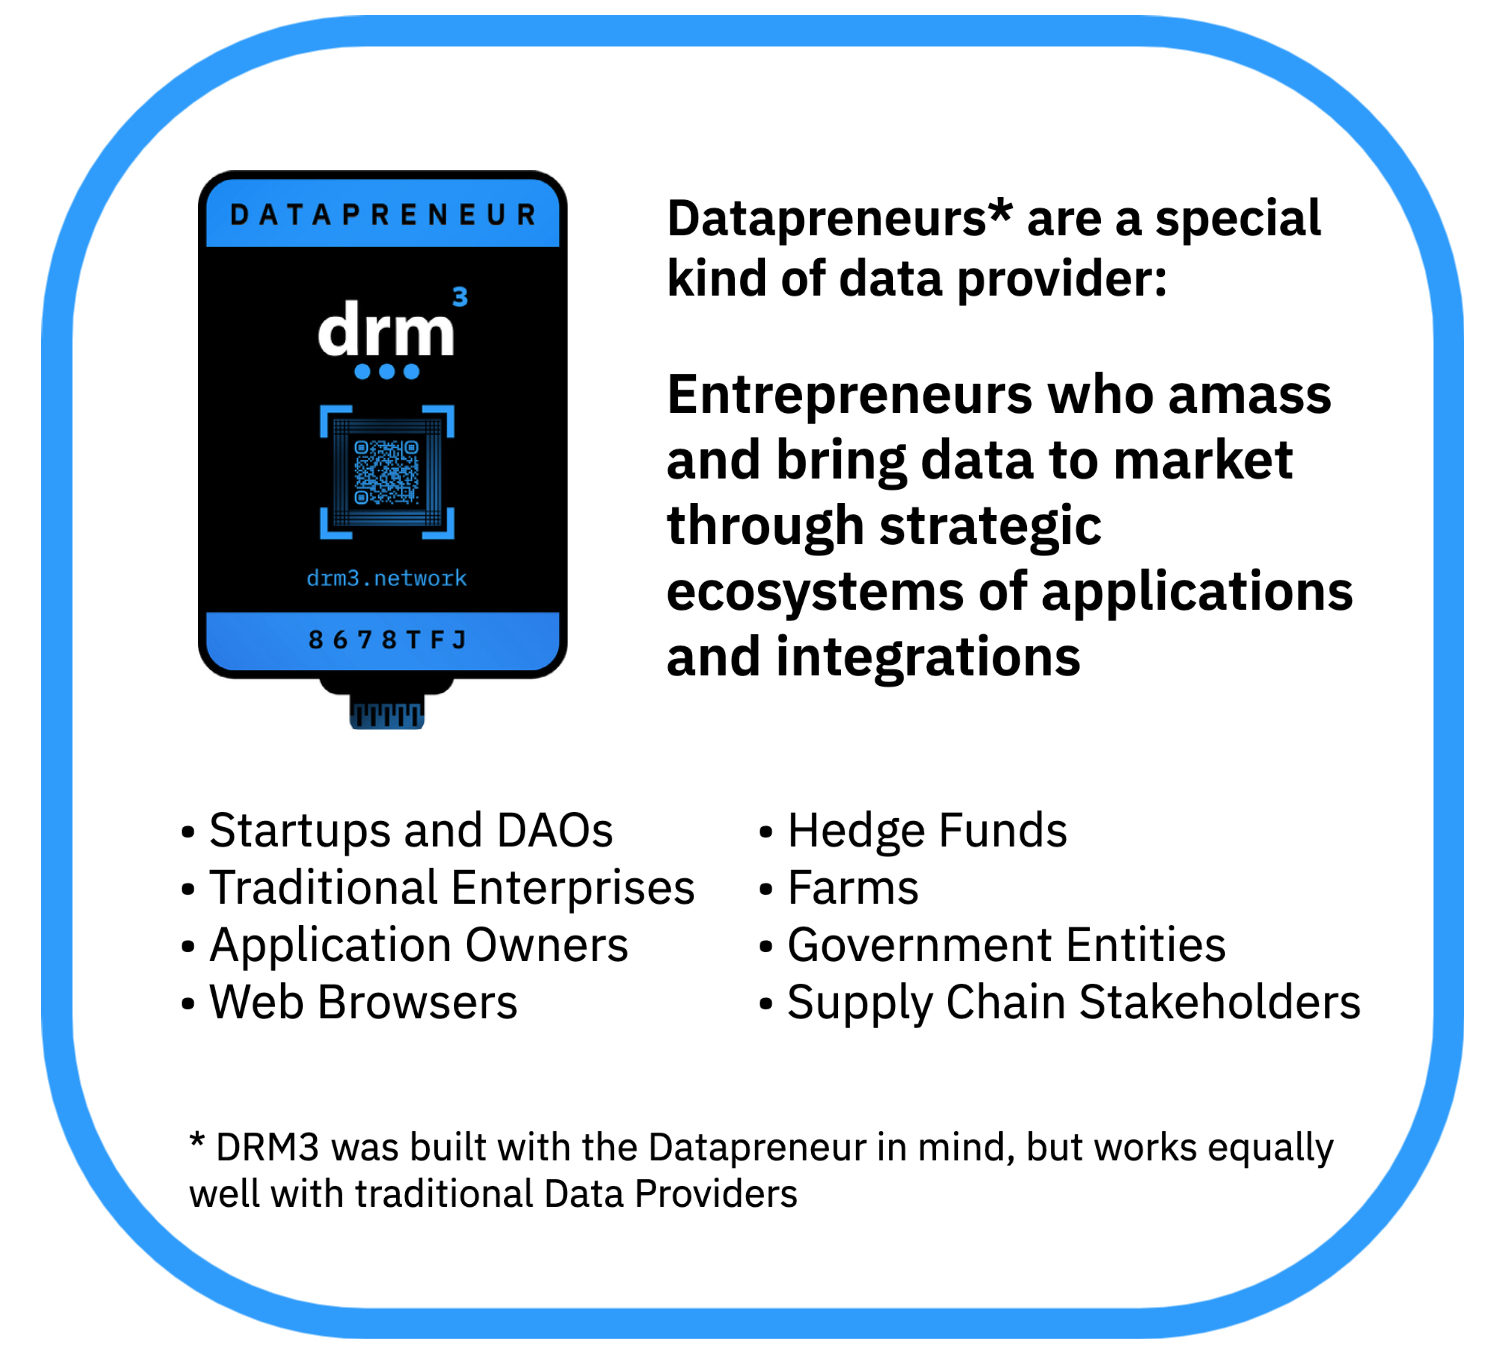 DATAPRENEUR
drm³
drm3.network
8678TFJ
Datapreneurs* are a special
kind of data provider:
Entrepreneurs who amass
and bring data to market
through strategic
ecosystems of applications
and integrations
• Startups and DAOs
• Traditional Enterprises
• Application Owners
• Web Browsers
• Hedge Funds
• Farms
• Government Entities
• Supply Chain Stakeholders
* DRM3 was built with the Datapreneur in mind, but works equally
well with traditional Data Providers